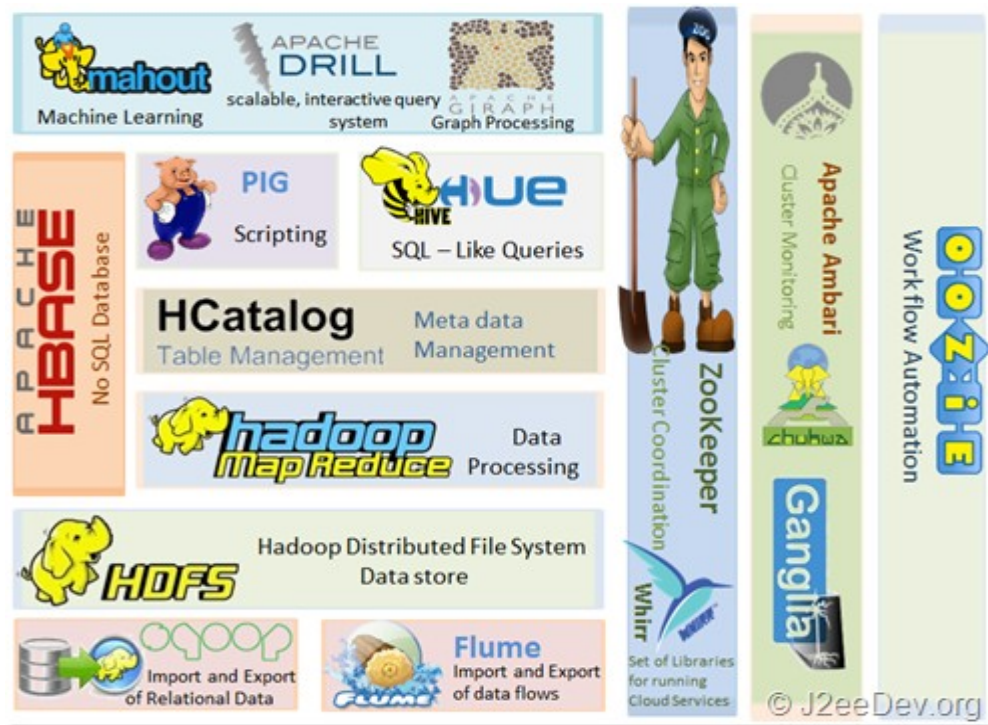 mahout
Machine Learning
APACHE
DRILL
scalable, interactive query
system
APACHE
GIRAPH
Graph Processing
APACHE
HBASE
No SQL Database
PIG
Scripting
HIVE
HUE
SQL – Like Queries
HCatalog
Table Management
Meta data
Management
hadoop
Map Reduce
Data
Processing
HDFS
Hadoop Distributed File System
Data store
sqoop
Import and Export
of Relational Data
FLUME
Flume
Import and Export
of data flows
ZOO
ZooKeeper
Cluster Coordination
Whirr
WHIRR
Set of Libraries
for running
Cloud Services
Apache Ambari
Cluster Monitoring
chukwa
Ganglia
OOZIE
Workflow Automation
© J2eeDev.org